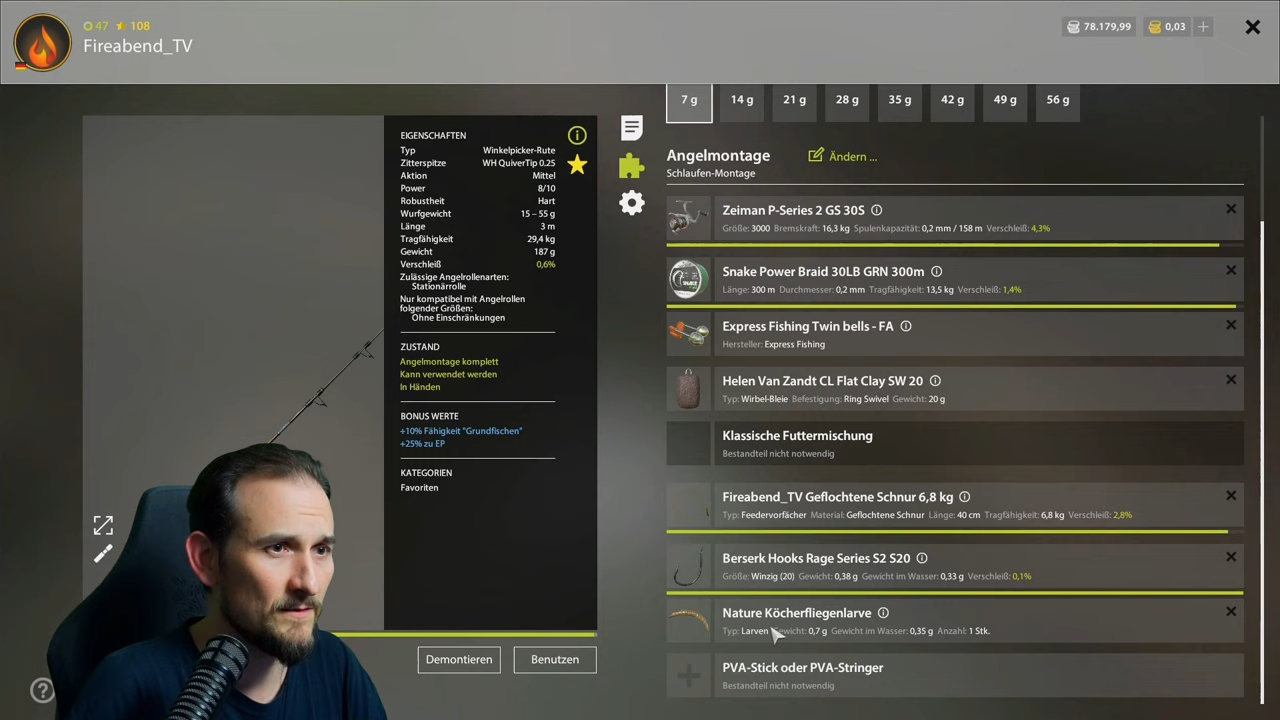 47 108
Fireabend_TV
78.179,99
0,03
7 g
14 g
21 g
28 g
35 g
42 g
49 g
56 g
EIGENSCHAFTEN
Typ Winkelpicker-Rute
Zitterspitze WH QuiverTip 0.25
Aktion Mittel
Power 8/10
Robustheit Hart
Wurfgewicht 15 – 55 g
Länge 3 m
Tragfähigkeit 29,4 kg
Gewicht 187 g
Verschleiß 0,6%
Zulässige Angelrollenarten:
Stationärrolle
Nur kompatibel mit Angelrollen
folgender Größen:
Ohne Einschränkungen
ZUSTAND
Angelmontage komplett
Kann verwendet werden
In Händen
BONUS WERTE
+10% Fähigkeit "Grundfischen"
+25% zu EP
KATEGORIEN
Favoriten
Demontieren
Benutzen
Angelmontage
Ändern ...
Schlaufen-Montage
Zeiman P-Series 2 GS 30S
Größe: 3000 Bremskraft: 16,3 kg Spulenkapazität: 0,2 mm / 158 m Verschleiß: 4,3%
Snake Power Braid 30LB GRN 300m
Länge: 300 m Durchmesser: 0,2 mm Tragfähigkeit: 13,5 kg Verschleiß: 1,4%
Express Fishing Twin bells - FA
Hersteller: Express Fishing
Helen Van Zandt CL Flat Clay SW 20
Typ: Wirbel-Bleie Befestigung: Ring Swivel Gewicht: 20 g
Klassische Futtermischung
Bestandteil nicht notwendig
Fireabend_TV Geflochtene Schnur 6,8 kg
Typ: Feedervorfächer Material: Geflochtene Schnur Länge: 40 cm Tragfähigkeit: 6,8 kg Verschleiß: 2,8%
Berserk Hooks Rage Series S2 S20
Größe: Winzig (20) Gewicht: 0,38 g Gewicht im Wasser: 0,33 g Verschleiß: 0,1%
Nature Köcherfliegenlarve
Typ: Larven Gewicht: 0,7 g Gewicht im Wasser: 0,35 g Anzahl: 1 Stk.
PVA-Stick oder PVA-Stringer
Bestandteil nicht notwendig